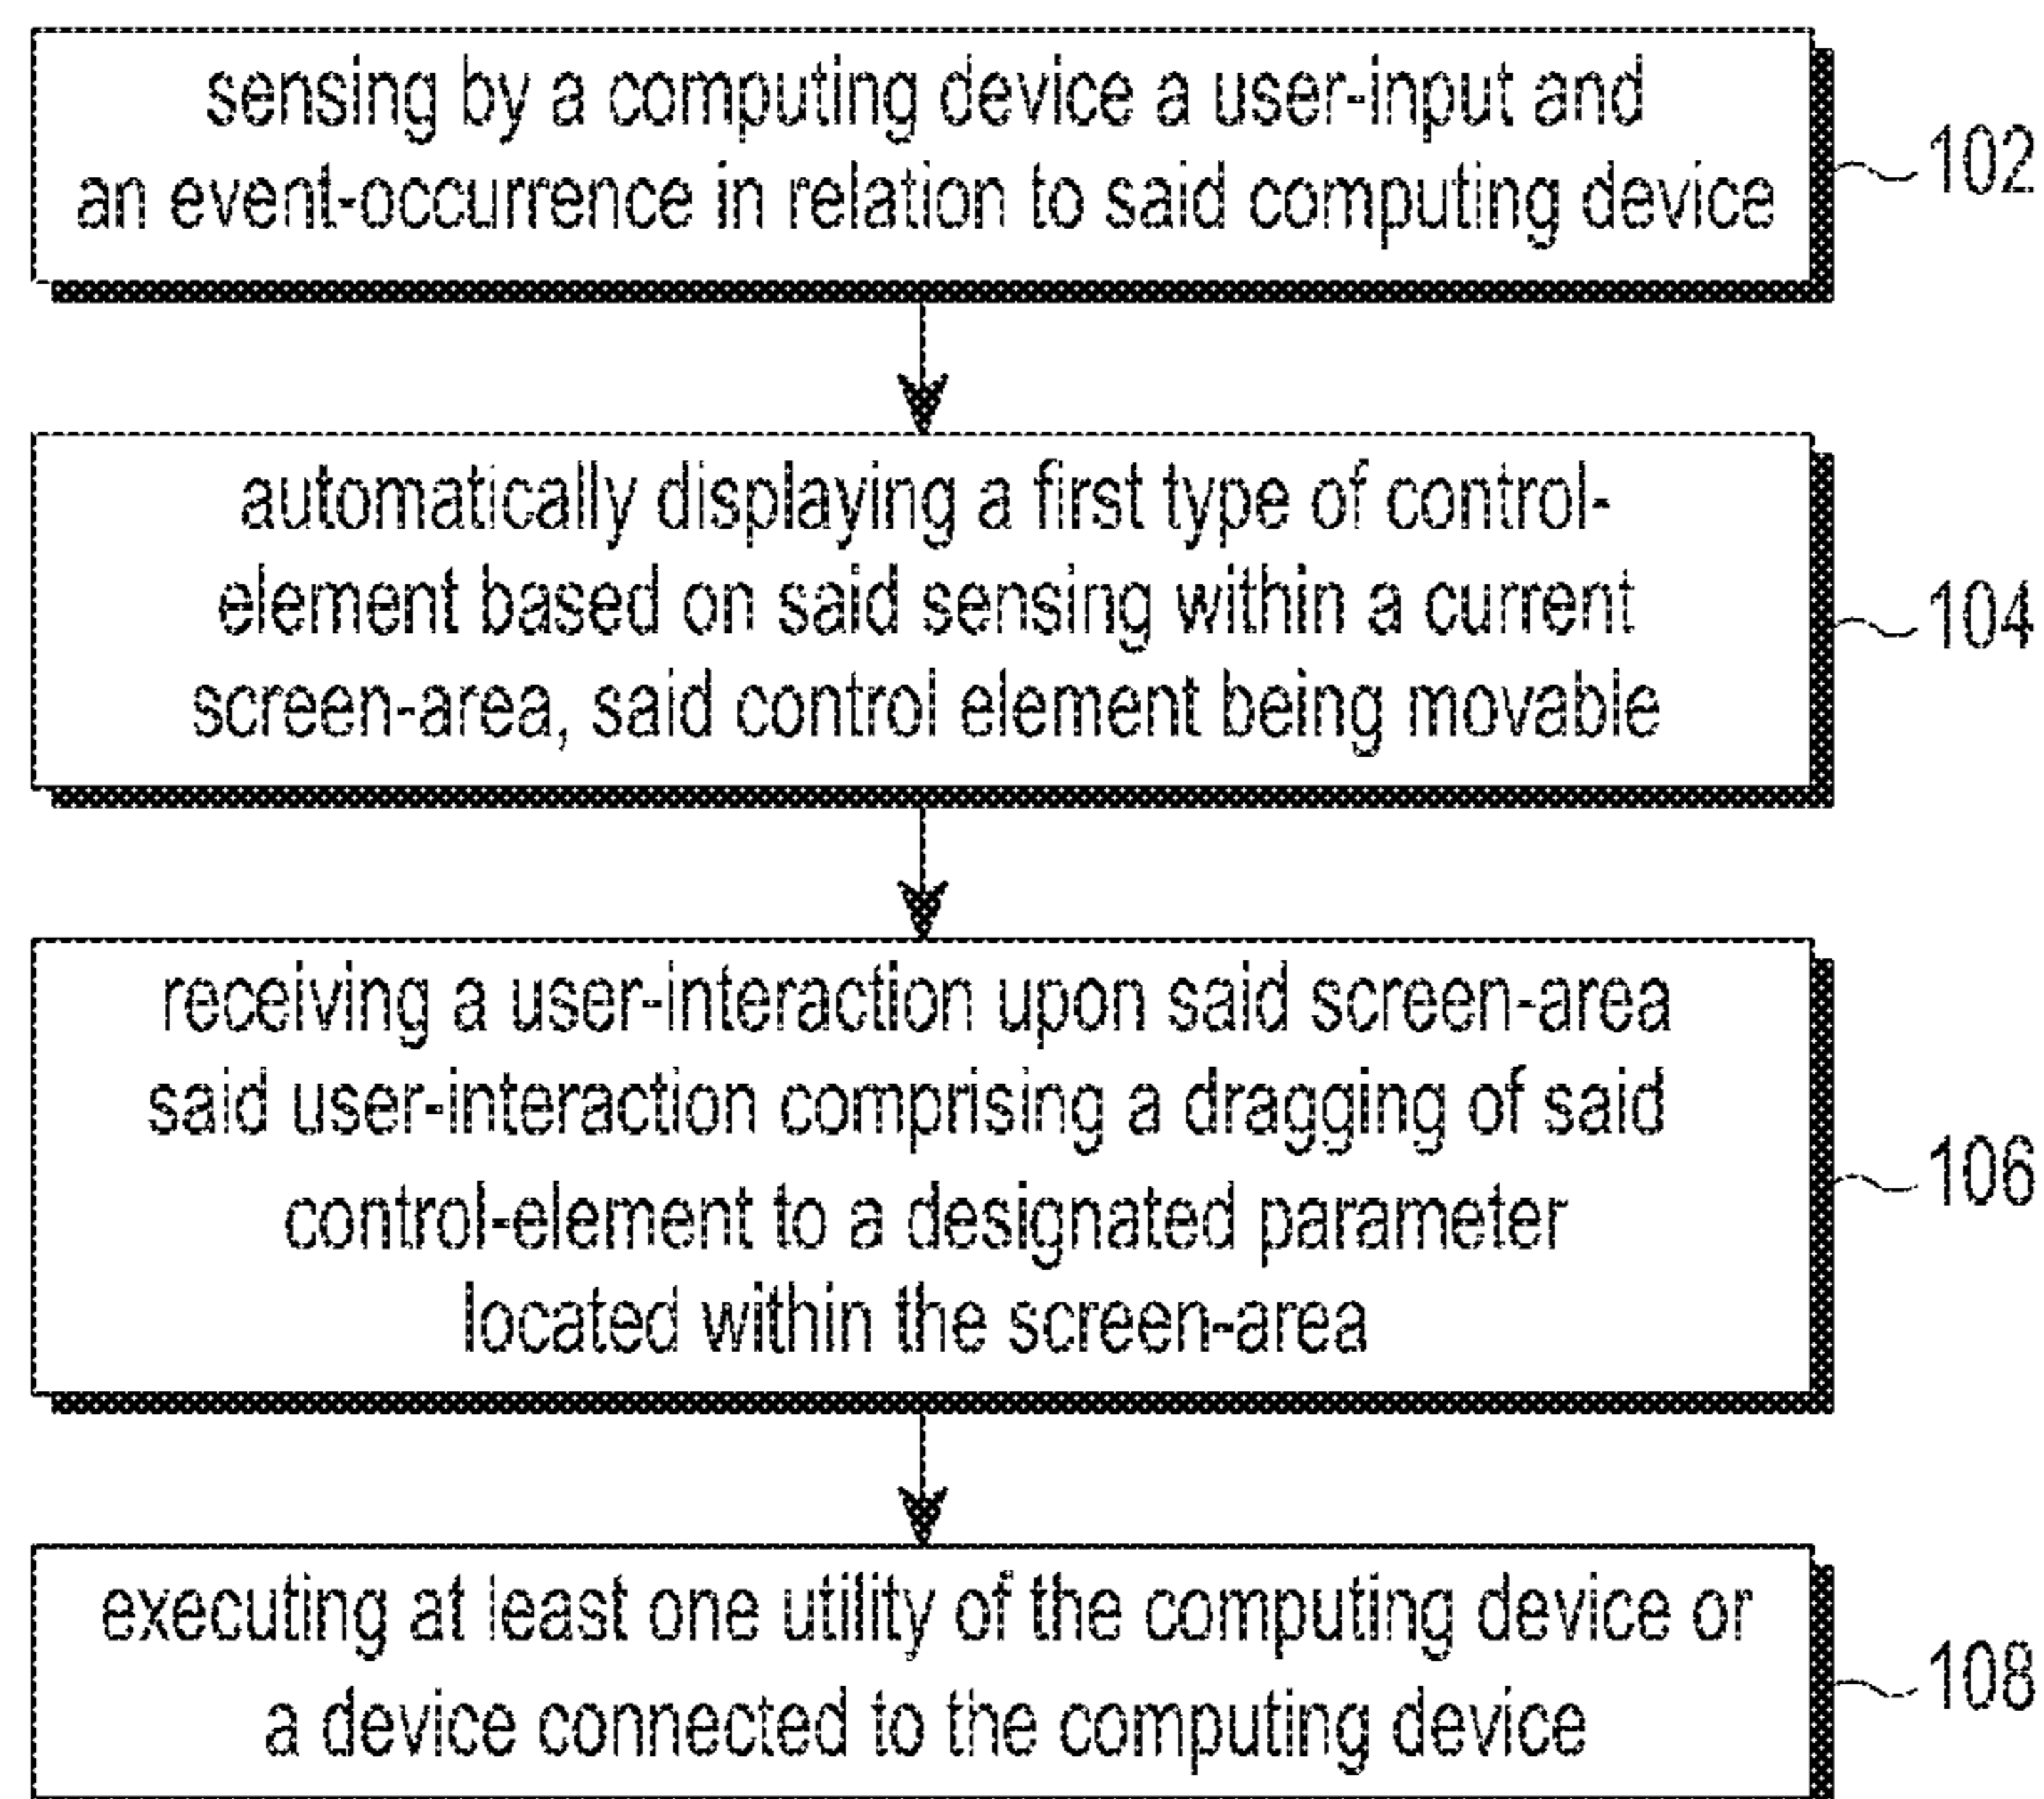 sensing by a computing device a user-input and
an event-occurrence in relation to said computing device
102
automatically displaying a first type of control-
element based on said sensing within a current
screen-area, said control element being movable
104
receiving a user-interaction upon said screen-area
said user-interaction comprising a dragging of said
control-element to a designated parameter
located within the screen-area
106
executing at least one utility of the computing device or
a device connected to the computing device
108